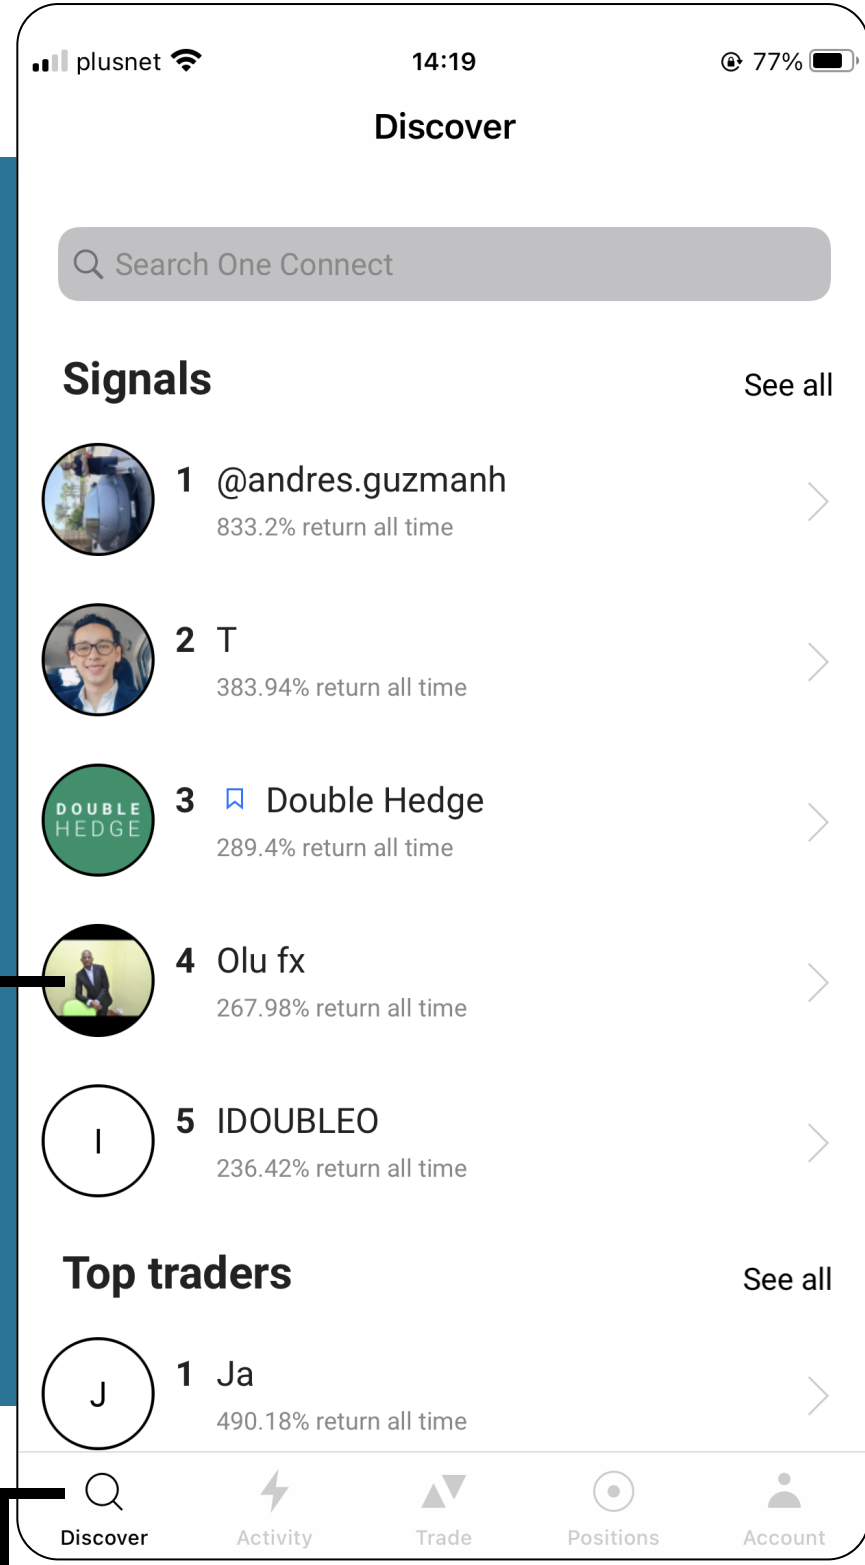 plusnet 14:19 77%
Discover
Search One Connect
Signals See all
1 @andres.guzmanh
833.2% return all time
2 T
383.94% return all time
DOUBLE
HEDGE
3 Double Hedge
289.4% return all time
4 Olu fx
267.98% return all time
I
5 IDOUBLEO
236.42% return all time
Top traders See all
J
1 Ja
490.18% return all time
Discover Activity Trade Positions Account